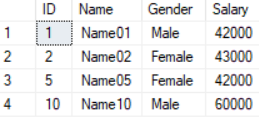 ID Name Gender Salary
1 1 Name01 Male 42000
2 2 Name02 Female 43000
3 5 Name05 Female 42000
4 10 Name10 Male 60000